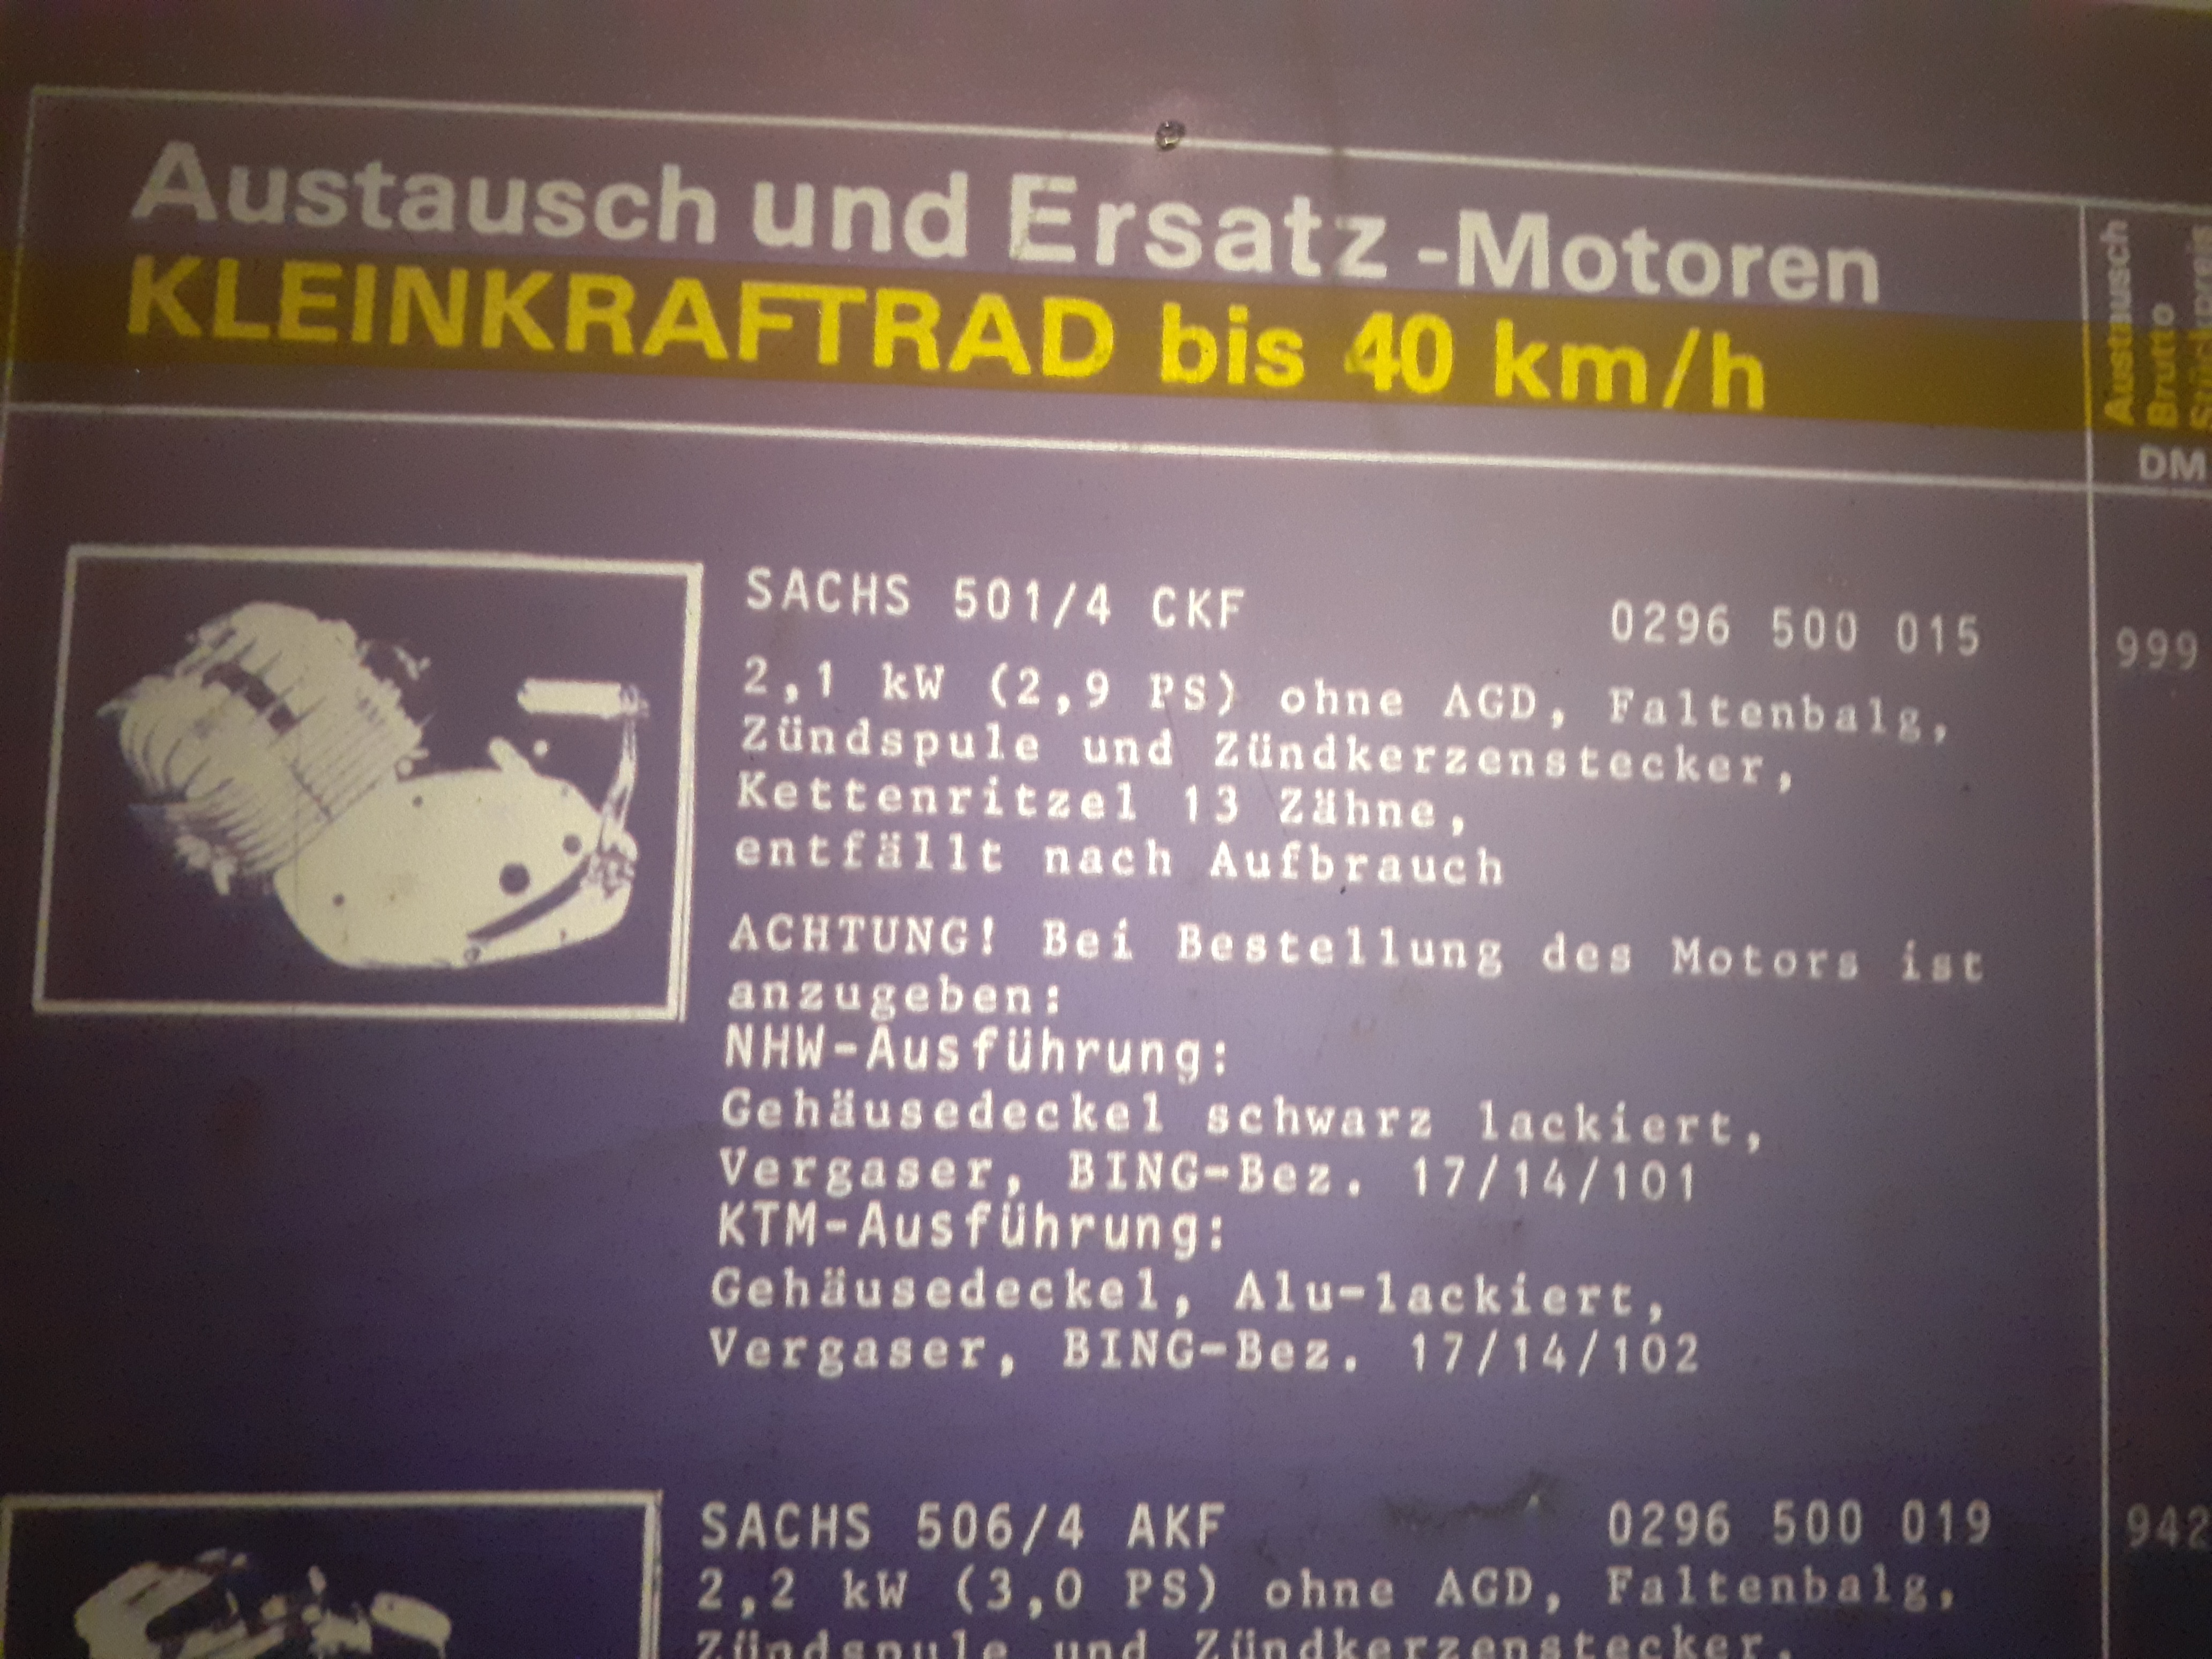 Austausch und Ersatz-Motoren
KLEINKRAFTRAD bis 40 km/h
Austausch
Brutto
DM
SACHS 501/4 CKF 0296 500 015 999
2,1 kW (2,9 PS) ohne AGD, Faltenbalg,
Zündspule und Zündkerzenstecker,
Kettenritzel 13 Zähne,
entfällt nach Aufbrauch
ACHTUNG! Bei Bestellung des Motors ist
anzugeben:
NHW-Ausführung:
Gehäusedeckel schwarz lackiert,
Vergaser, BING-Bez. 17/14/101
KTM-Ausführung:
Gehäusedeckel, Alu-lackiert,
Vergaser, BING-Bez. 17/14/102
SACHS 506/4 AKF 0296 500 019 942
2,2 kW (3,0 PS) ohne AGD, Faltenbalg,
Zündspule und Zündkerzenstecker,